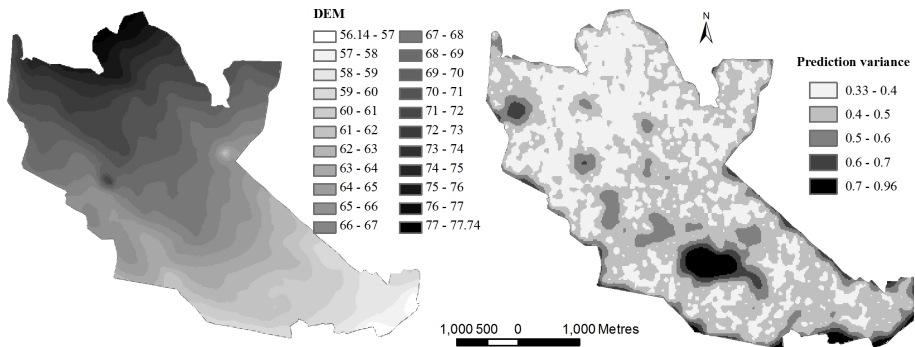 DEM
56.14 - 57
57 - 58
58 - 59
59 - 60
60 - 61
61 - 62
62 - 63
63 - 64
64 - 65
65 - 66
66 - 67
67 - 68
68 - 69
69 - 70
70 - 71
71 - 72
72 - 73
73 - 74
74 - 75
75 - 76
76 - 77
77 - 77.74
N
Prediction variance
0.33 - 0.4
0.4 - 0.5
0.5 - 0.6
0.6 - 0.7
0.7 - 0.96
1,000 500 0 1,000 Metres